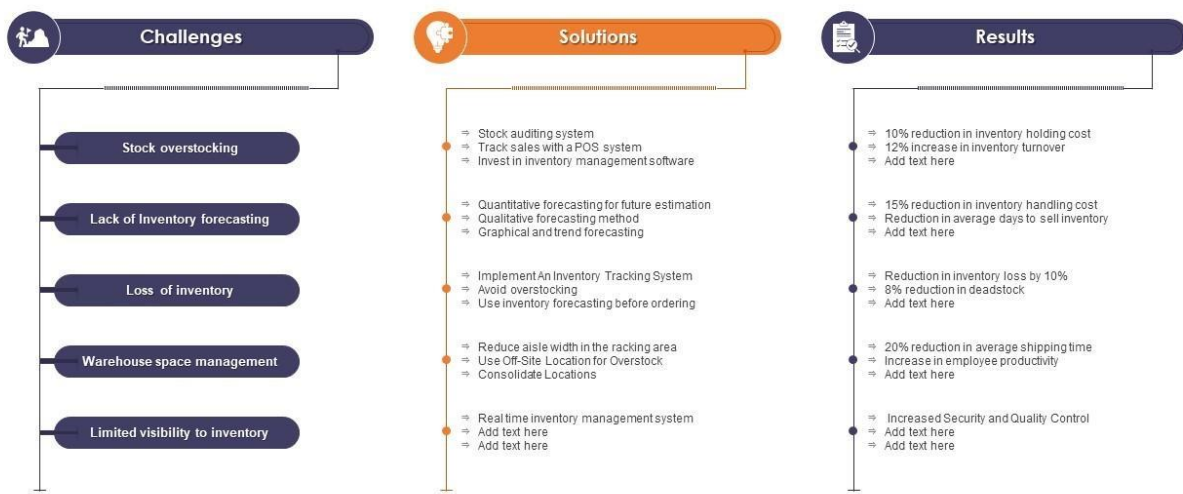 Challenges
Stock overstocking
Lack of Inventory forecasting
Loss of inventory
Warehouse space management
Limited visibility to inventory
Solutions
⇒ Stock auditing system
⇒ Track sales with a POS system
⇒ Invest in inventory management software
⇒ Quantitative forecasting for future estimation
⇒ Qualitative forecasting method
⇒ Graphical and trend forecasting
⇒ Implement An Inventory Tracking System
⇒ Avoid overstocking
⇒ Use inventory forecasting before ordering
⇒ Reduce aisle width in the racking area
⇒ Use Off-Site Location for Overstock
⇒ Consolidate Locations
⇒ Real time inventory management system
⇒ Add text here
⇒ Add text here
Results
⇒ 10% reduction in inventory holding cost
⇒ 12% increase in inventory turnover
⇒ Add text here
⇒ 15% reduction in inventory handling cost
⇒ Reduction in average days to sell inventory
⇒ Add text here
⇒ Reduction in inventory loss by 10%
⇒ 8% reduction in deadstock
⇒ Add text here
⇒ 20% reduction in average shipping time
⇒ Increase in employee productivity
⇒ Add text here
⇒ Increased Security and Quality Control
⇒ Add text here
⇒ Add text here